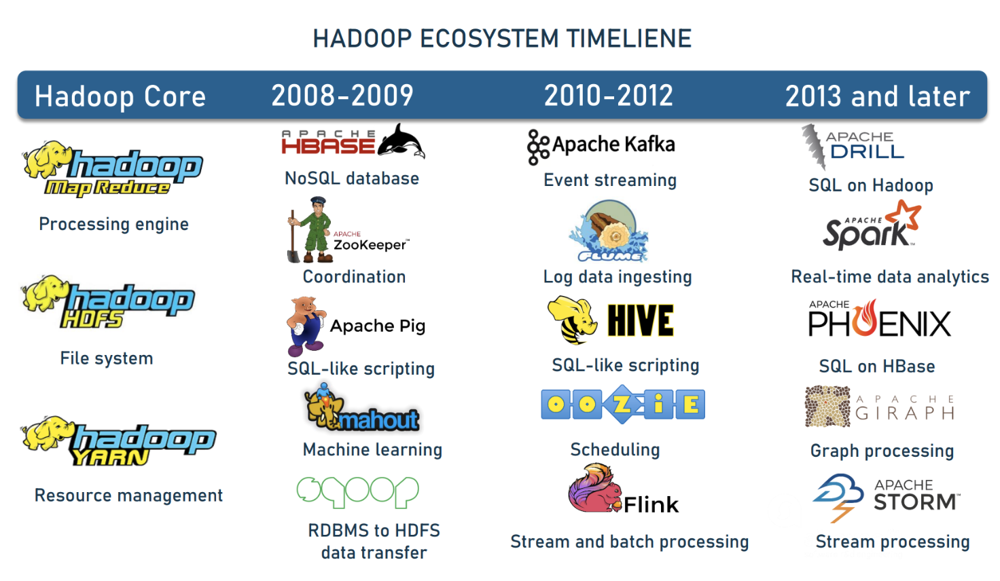 HADOOP ECOSYSTEM TIMELIENE
Hadoop Core
2008-2009
2010-2012
2013 and later
hadoop
Map Reduce
Processing engine
hadoop
HDFS
File system
hadoop
YARN
Resource management
APACHE
HBASE
NoSQL database
APACHE
ZooKeeper™
Coordination
Apache Pig
SQL-like scripting
mahout
Machine learning
sqoop
RDBMS to HDFS
data transfer
Apache Kafka
Event streaming
FLUME
Log data ingesting
HIVE
SQL-like scripting
OOZiE
Scheduling
Flink
Stream and batch processing
APACHE
DRILL
SQL on Hadoop
APACHE
Spark™
Real-time data analytics
APACHE
PHOENIX
SQL on HBase
APACHE
GIRAPH
Graph processing
APACHE
STORM™
Stream processing